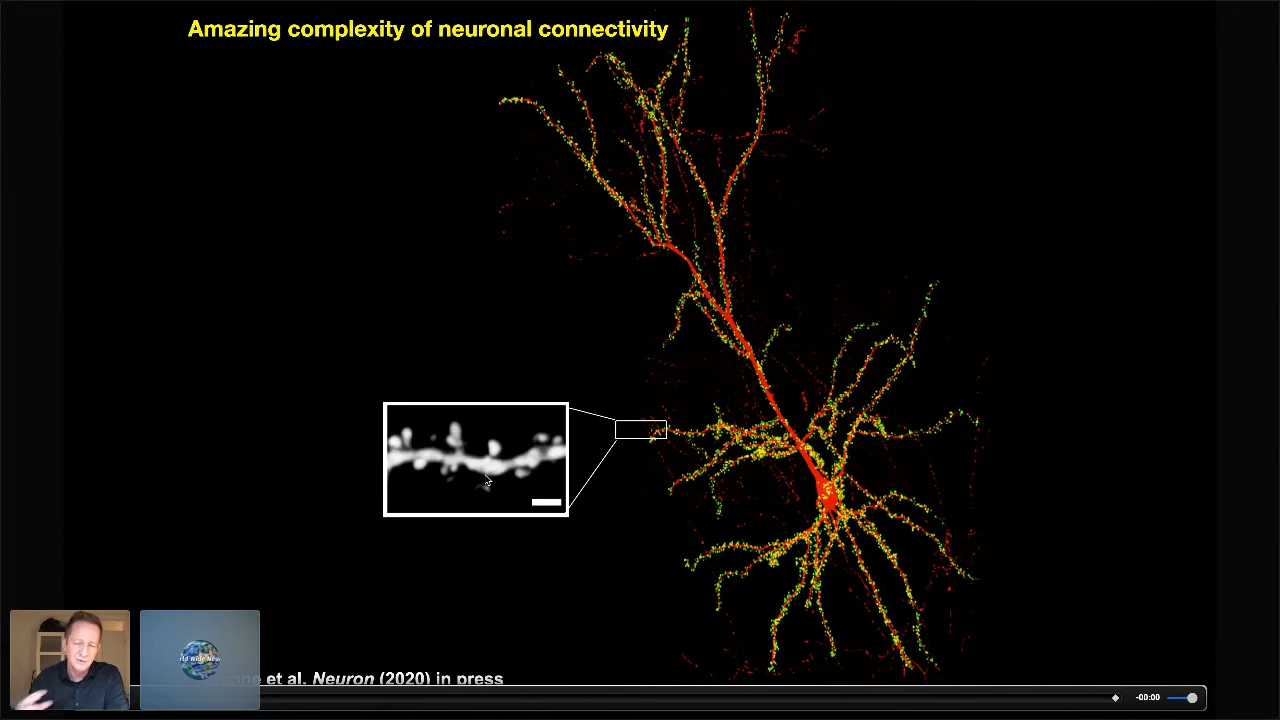 Amazing complexity of neuronal connectivity
et al. Neuron (2020) in press
-00:00